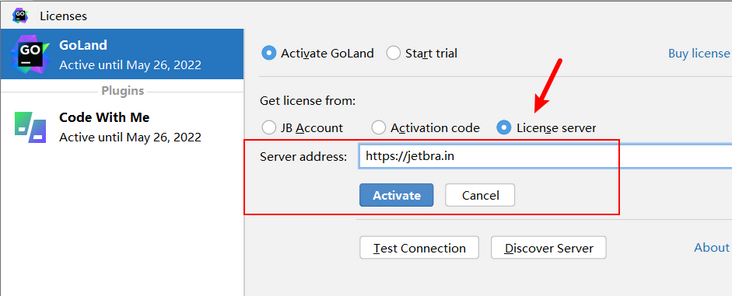 Licenses
GO
GoLand
Active until May 26, 2022
Plugins
Code With Me
Active until May 26, 2022
Activate GoLand Start trial Buy license
Get license from:
JB Account Activation code License server
Server address: https://jetbra.in
Activate Cancel
Test Connection Discover Server About